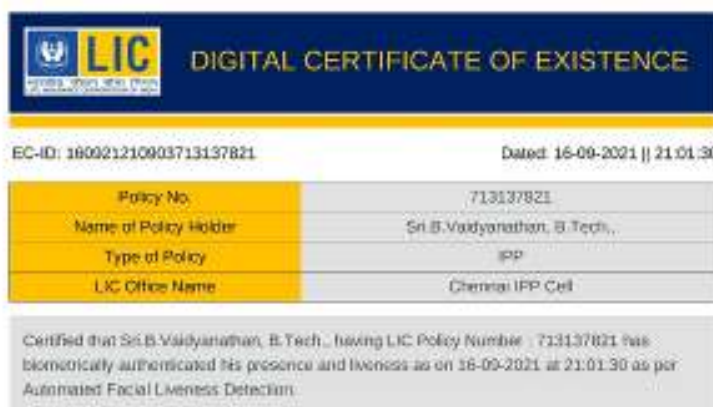 LIC
DIGITAL CERTIFICATE OF EXISTENCE
EC-ID: 160921210903713137821
Dated: 16-09-2021 || 21:01:30
Policy No. 713137821
Name of Policy Holder Sri.B.Vaidyanathan, B.Tech.,
Type of Policy IPP
LIC Office Name Chennai IPP Cell
Certified that Sri.B.Vaidyanathan, B.Tech., having LIC Policy Number : 713137821 has
biometrically authenticated his presence and liveness as on 16-09-2021 at 21:01:30 as per
Automated Facial Liveness Detection.